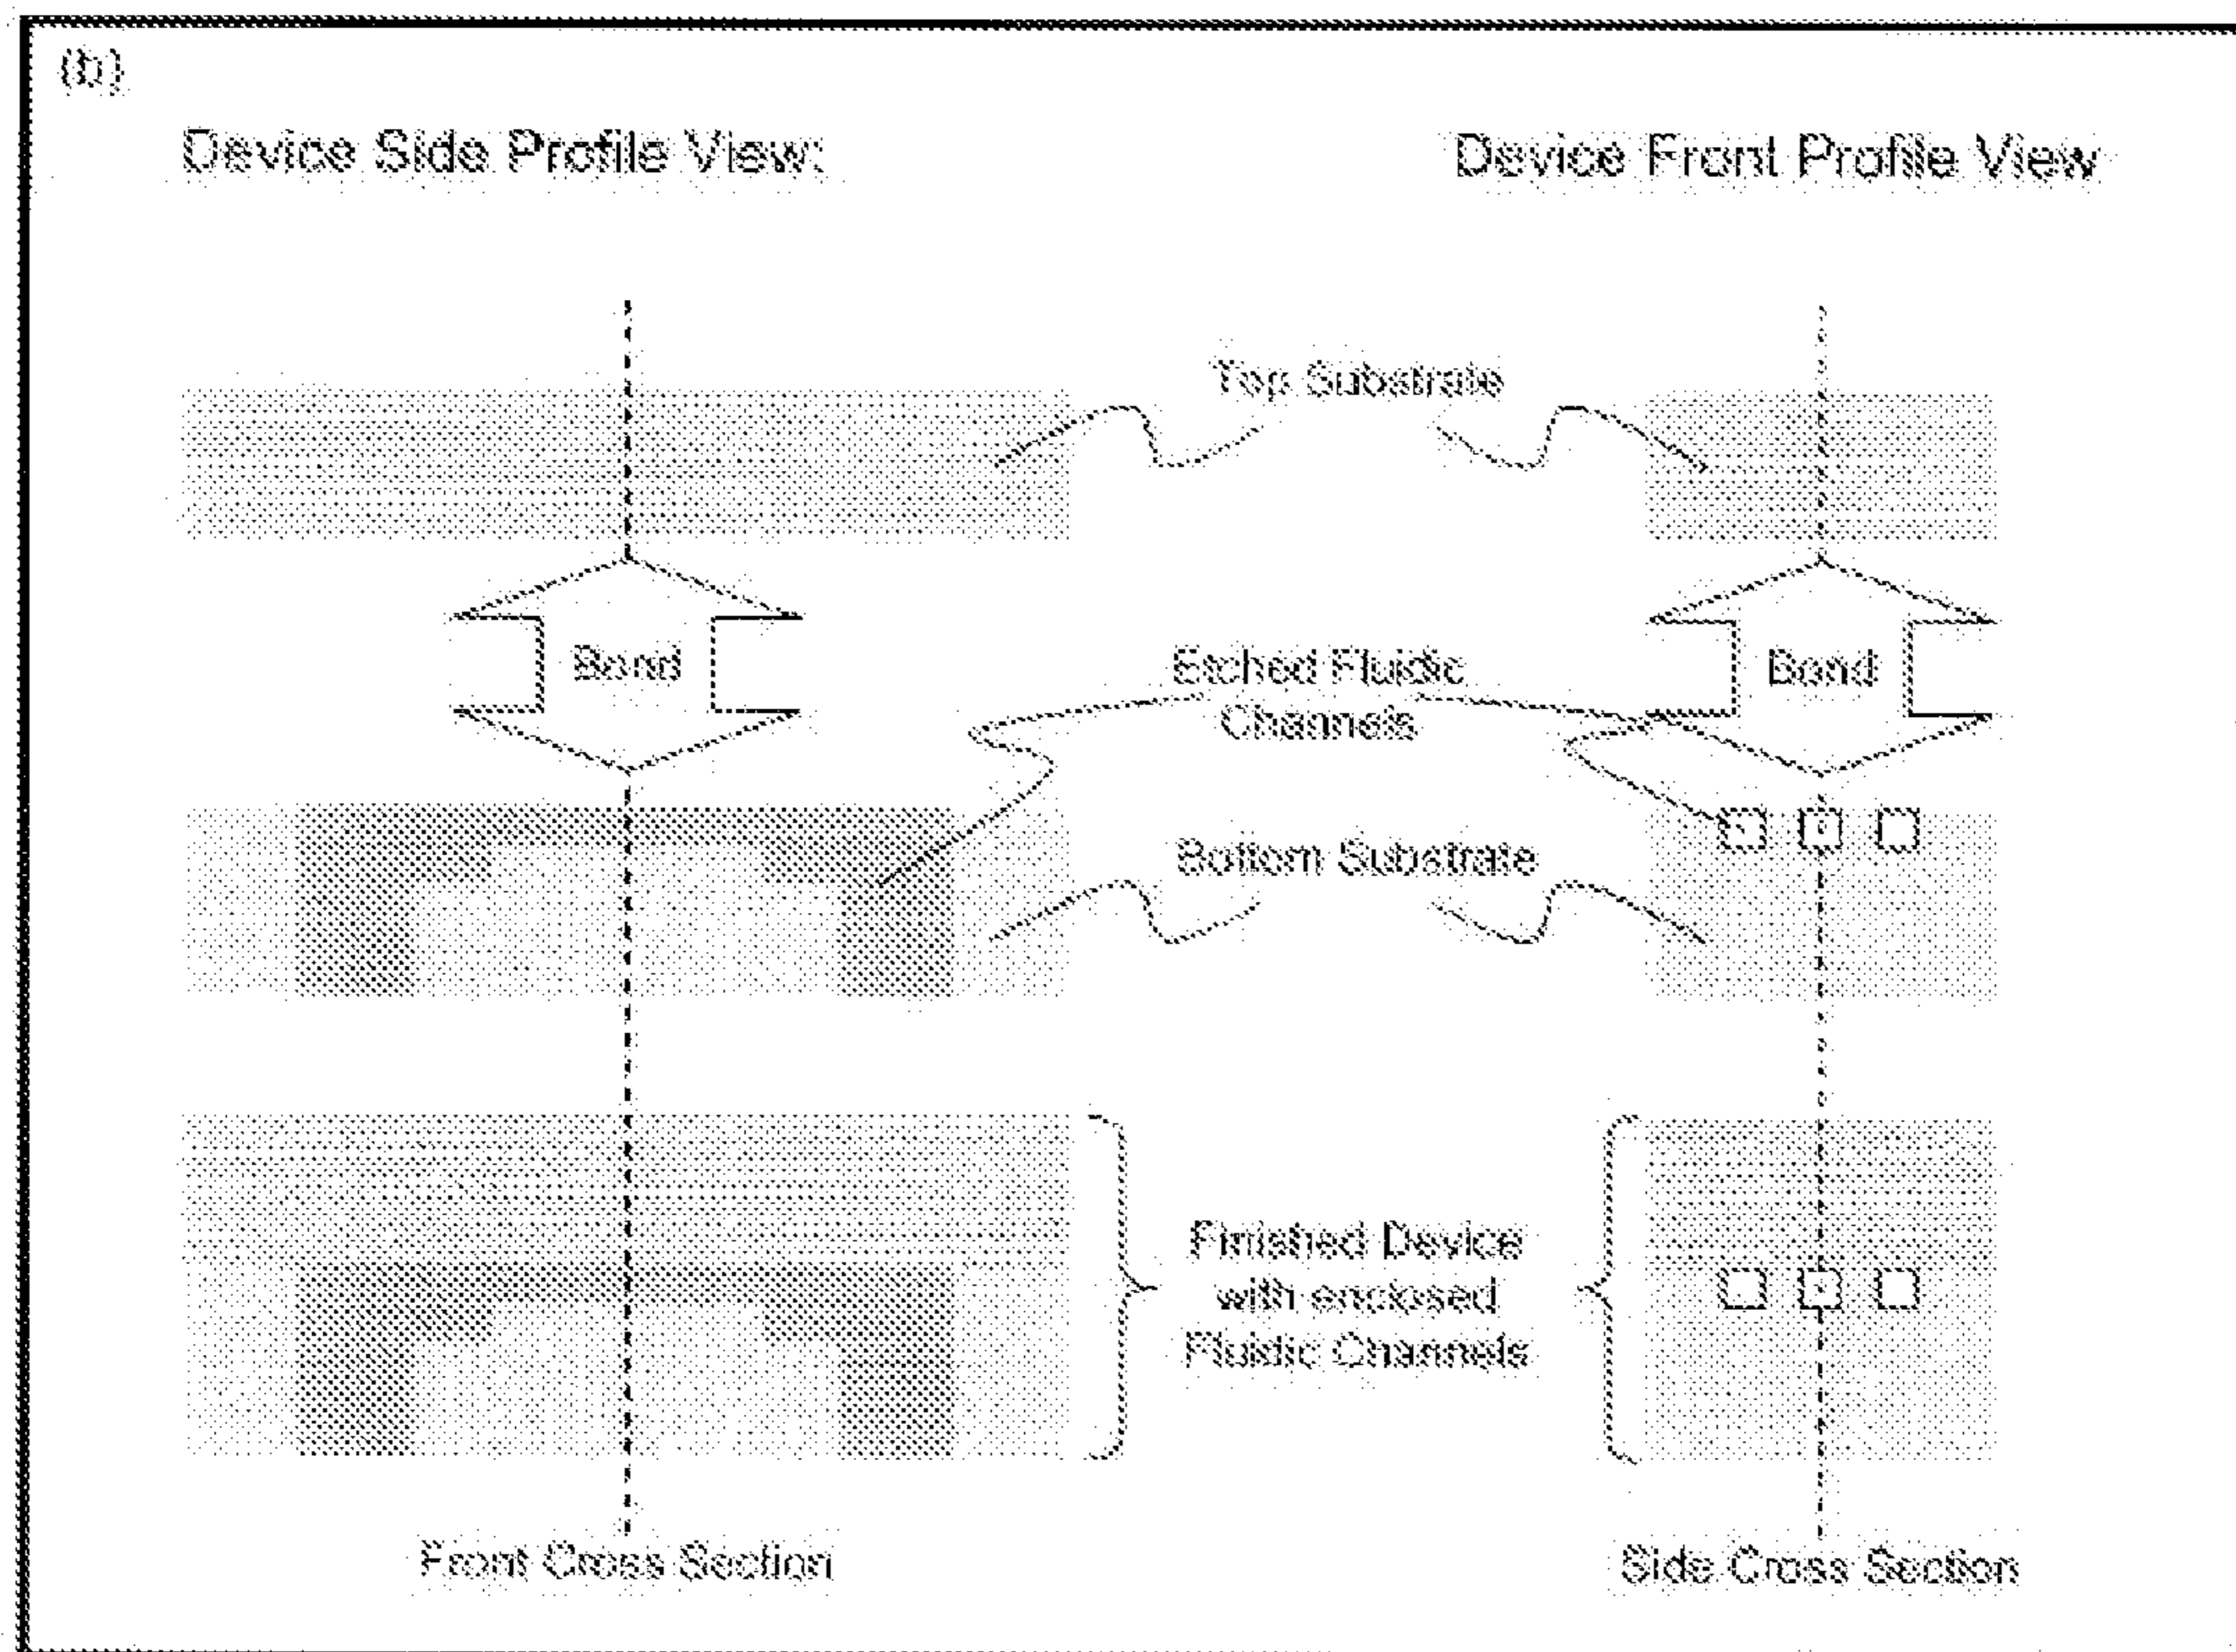 (b)
Device Side Profile View:
Device Front Profile View
Top Substrate
Bond
Bond
Etched Fluidic
Channels
Bottom Substrate
Finished Device
with enclosed
Fluidic Channels
Front Cross Section
Side Cross Section